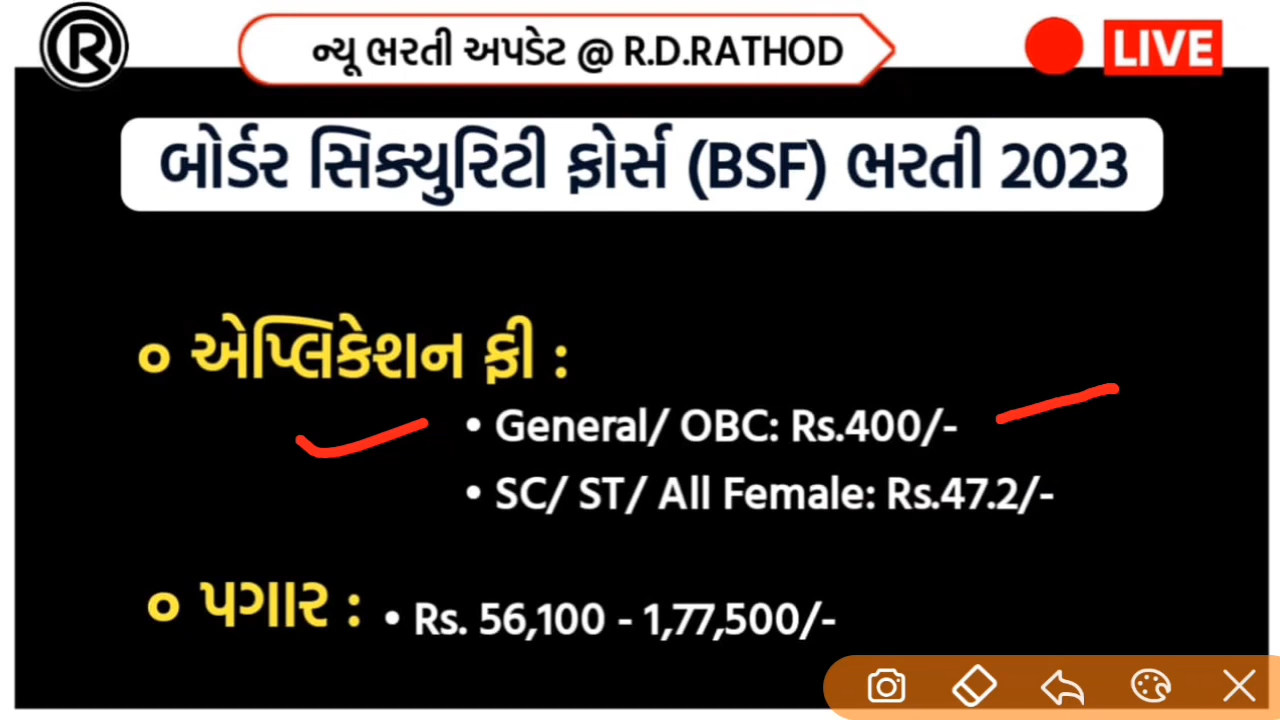 R
ન્યૂ ભરતી અપડેટ @ R.D.RATHOD
LIVE
બોર્ડર સિક્યુરિટી ફોર્સ (BSF) ભરતી 2023
એપ્લિકેશન ફી :
• General/ OBC: Rs.400/-
• SC/ ST/ All Female: Rs.47.2/-
પગાર : • Rs. 56,100 - 1,77,500/-